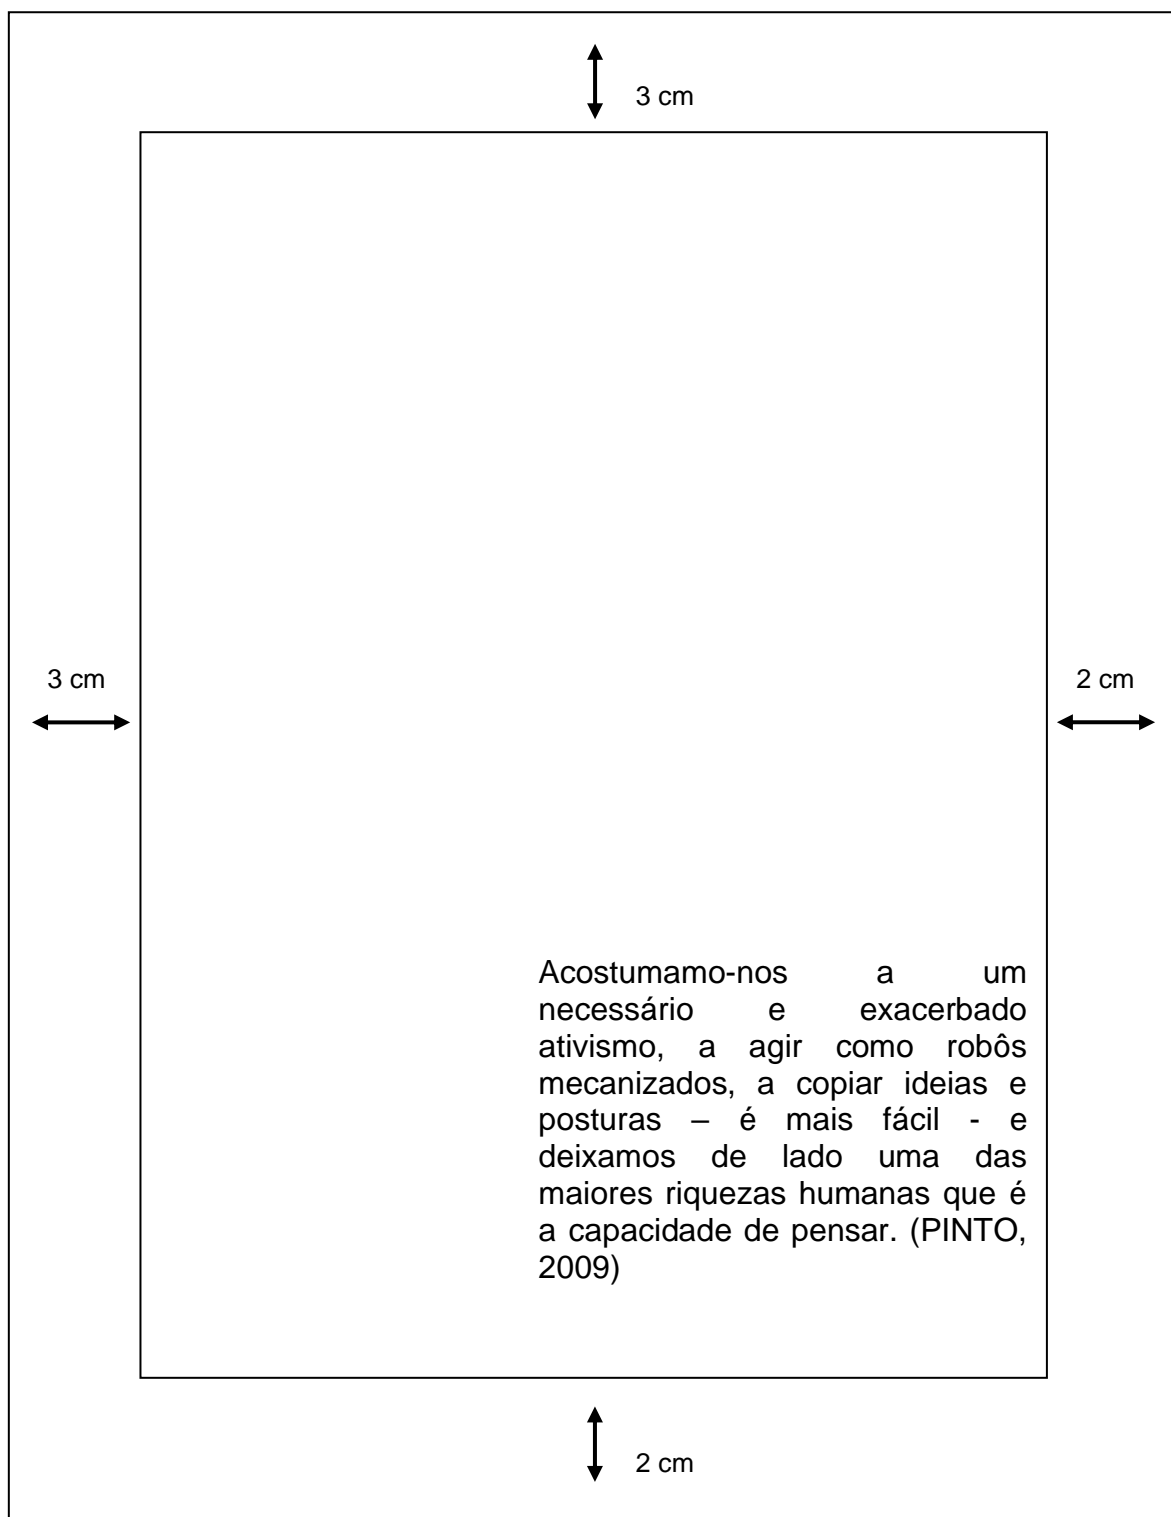 3 cm
3 cm
2 cm
Acostumamo-nos a um
necessário e exacerbado
ativismo, a agir como robôs
mecanizados, a copiar ideias e
posturas – é mais fácil - e
deixamos de lado uma das
maiores riquezas humanas que é
a capacidade de pensar. (PINTO,
2009)
2 cm